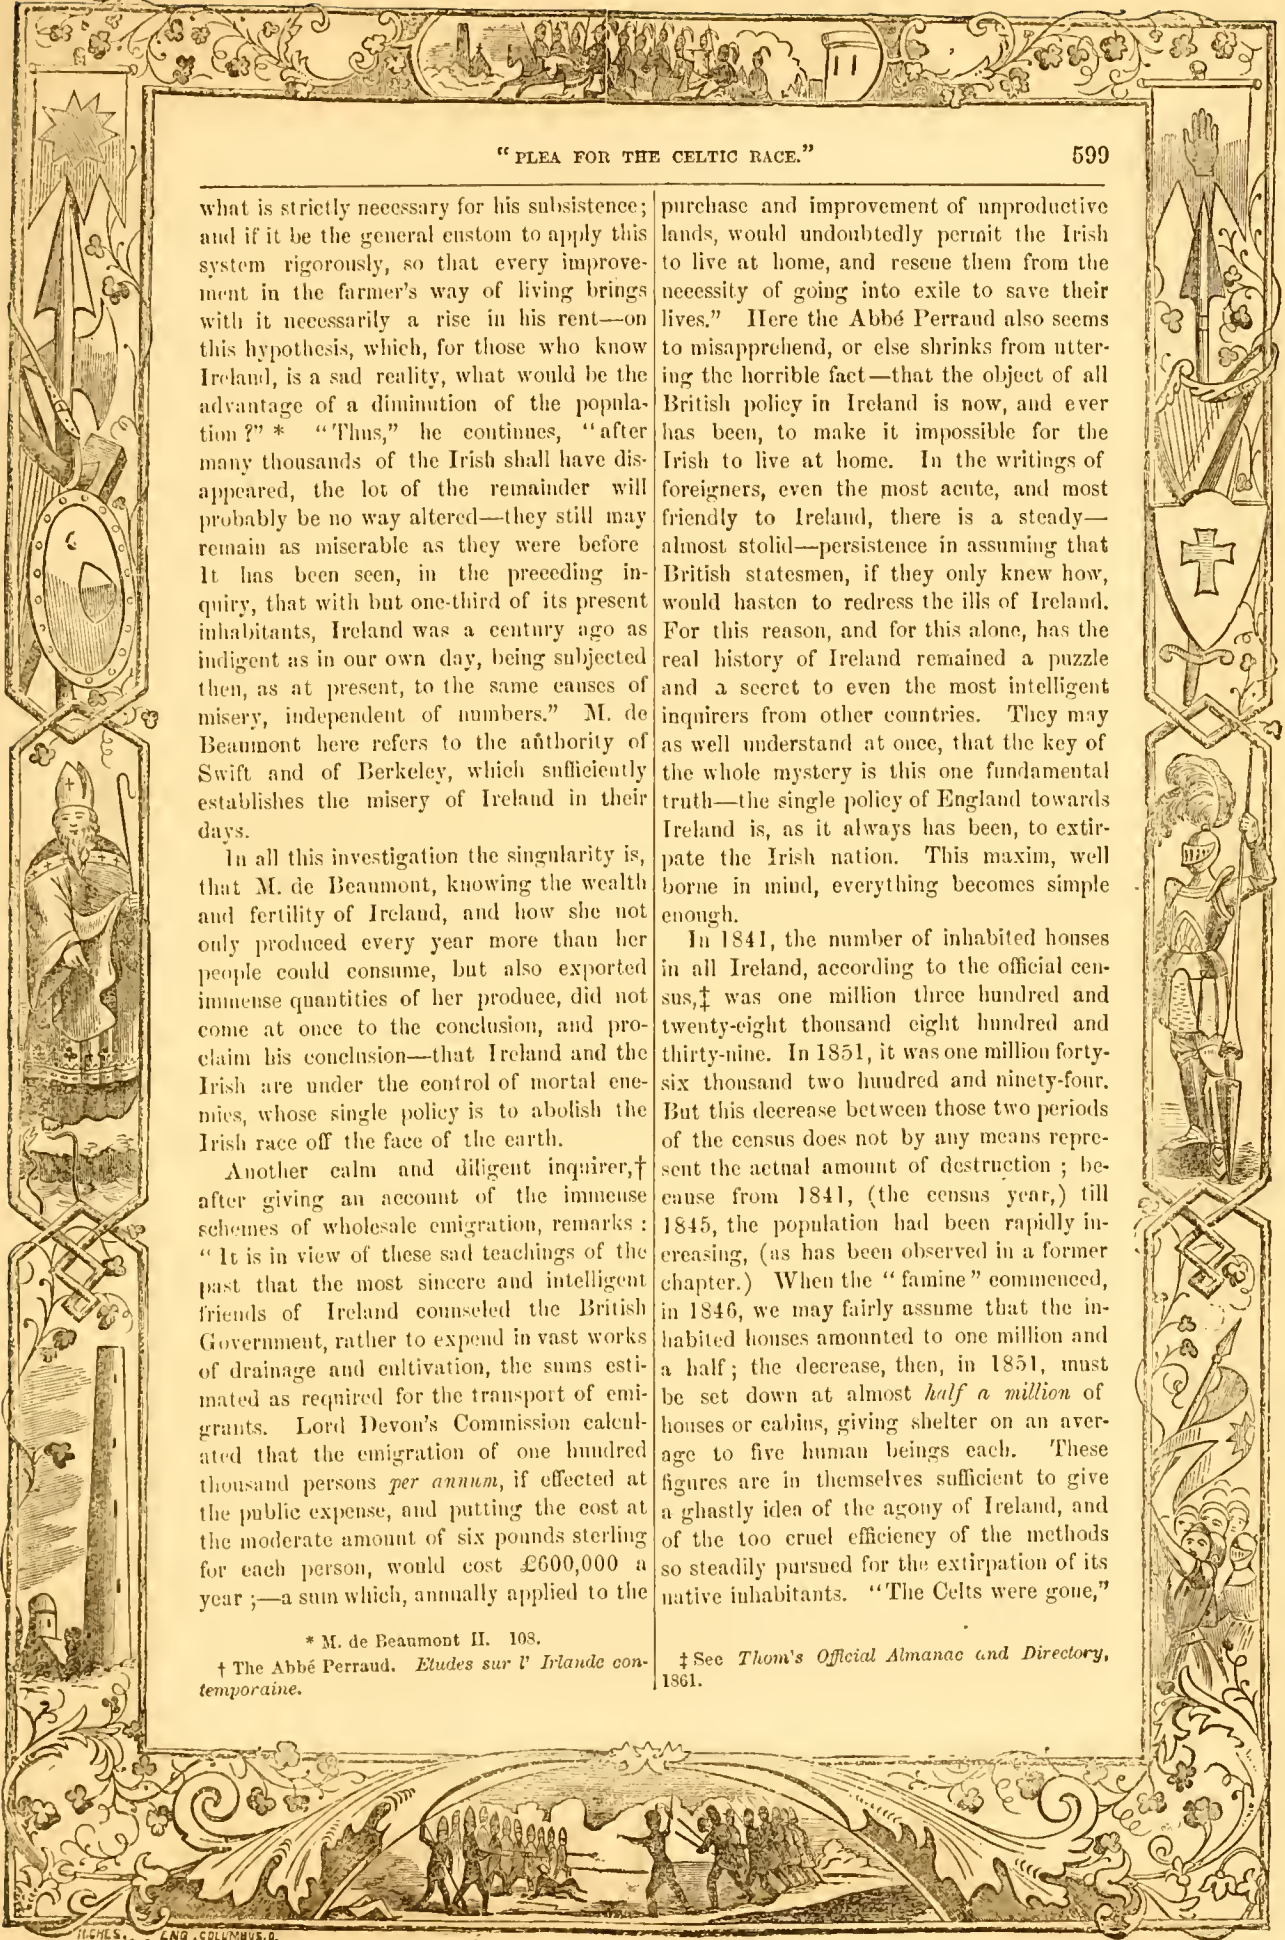 “PLEA FOR THE CELTIC RACE.” 599
what is strictly necessary for his subsistence;
and if it be the general custom to apply this
system rigorously, so that every improve-
ment in the farmer's way of living brings
with it necessarily a rise in his rent—on
this hypothesis, which, for those who know
Ireland, is a sad reality, what would be the
advantage of a diminution of the popula-
tion?” * “Thus,” he continues, “after
many thousands of the Irish shall have dis-
appeared, the lot of the remainder will
probably be no way altered—they still may
remain as miserable as they were before
It has been seen, in the preceding in-
quiry, that with but one-third of its present
inhabitants, Ireland was a century ago as
indigent as in our own day, being subjected
then, as at present, to the same causes of
misery, independent of numbers.” M. de
Beaumont here refers to the authority of
Swift and of Berkeley, which sufficiently
establishes the misery of Ireland in their
days.
In all this investigation the singularity is,
that M. de Beaumont, knowing the wealth
and fertility of Ireland, and how she not
only produced every year more than her
people could consume, but also exported
immense quantities of her produce, did not
come at once to the conclusion, and pro-
claim his conclusion—that Ireland and the
Irish are under the control of mortal ene-
mies, whose single policy is to abolish the
Irish race off the face of the earth.
Another calm and diligent inquirer,†
after giving an account of the immense
schemes of wholesale emigration, remarks :
“ It is in view of these sad teachings of the
past that the most sincere and intelligent
friends of Ireland counseled the British
Government, rather to expend in vast works
of drainage and cultivation, the sums esti-
mated as required for the transport of emi-
grants. Lord Devon's Commission calcul-
ated that the emigration of one hundred
thousand persons per annum, if effected at
the public expense, and putting the cost at
the moderate amount of six pounds sterling
for each person, would cost £600,000 a
year ;—a sum which, annually applied to the
* M. de Beaumont II. 108.
† The Abbé Perraud. Etudes sur l' Irlande con-
temporaine.
purchase and improvement of unproductive
lands, would undoubtedly permit the Irish
to live at home, and rescue them from the
necessity of going into exile to save their
lives.” Here the Abbé Perraud also seems
to misapprehend, or else shrinks from utter-
ing the horrible fact—that the object of all
British policy in Ireland is now, and ever
has been, to make it impossible for the
Irish to live at home. In the writings of
foreigners, even the most acute, and most
friendly to Ireland, there is a steady—
almost stolid—persistence in assuming that
British statesmen, if they only knew how,
would hasten to redress the ills of Ireland.
For this reason, and for this alone, has the
real history of Ireland remained a puzzle
and a secret to even the most intelligent
inquirers from other countries. They may
as well understand at once, that the key of
the whole mystery is this one fundamental
truth—the single policy of England towards
Ireland is, as it always has been, to extir-
pate the Irish nation. This maxim, well
borne in mind, everything becomes simple
enough.
In 1841, the number of inhabited houses
in all Ireland, according to the official cen-
sus,‡ was one million three hundred and
twenty-eight thousand eight hundred and
thirty-nine. In 1851, it was one million forty-
six thousand two hundred and ninety-four.
But this decrease between those two periods
of the census does not by any means repre-
sent the actual amount of destruction ; be-
cause from 1841, (the census year,) till
1845, the population had been rapidly in-
creasing, (as has been observed in a former
chapter.) When the “ famine ” commenced,
in 1846, we may fairly assume that the in-
habited houses amounted to one million and
a half; the decrease, then, in 1851, must
be set down at almost half a million of
houses or cabins, giving shelter on an aver-
age to five human beings each. These
figures are in themselves sufficient to give
a ghastly idea of the agony of Ireland, and
of the too cruel efficiency of the methods
so steadily pursued for the extirpation of its
native inhabitants. “The Celts were gone,”
‡ See Thom's Official Almanac and Directory,
1861.
ENG. COLUMBUS. O.